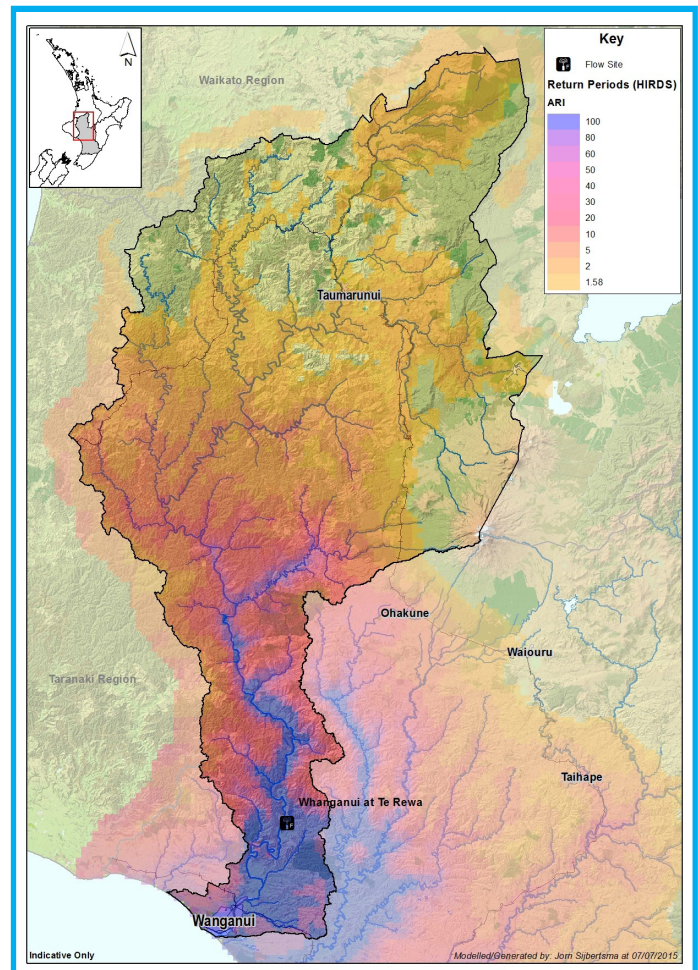 N
Key
Flow Site
Return Periods (HIRDS)
ARI
100
80
60
50
40
30
20
10
5
2
1.58
Waikato Region
Taumarunui
Ohakune
Waiouru
Taranaki Region
Taihape
Whanganui at Te Rewa
Wanganui
Indicative Only
Modelled/Generated by: Jorn Sijbertsma at 07/07/2015